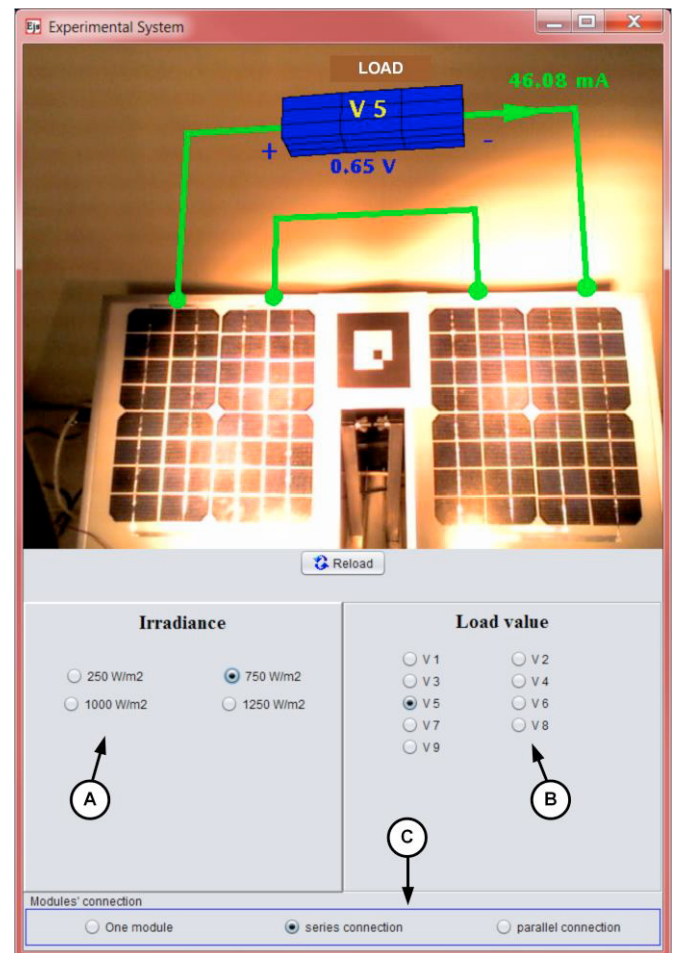 Ejs Experimental System
LOAD
46.08 mA
V 5
+ -
0.65 V
Reload
Irradiance
250 W/m2 750 W/m2
1000 W/m2 1250 W/m2
A
Load value
V 1 V 2
V 3 V 4
V 5 V 6
V 7 V 8
V 9
B
C
Modules' connection
One module series connection parallel connection